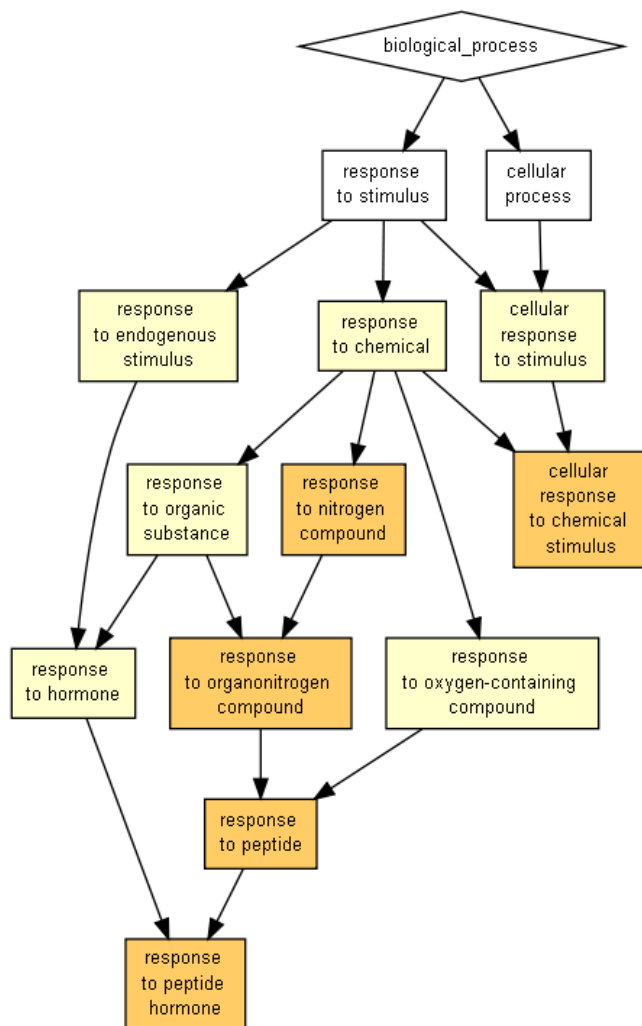 biological_process
response
to stimulus
cellular
process
response
to endogenous
stimulus
response
to chemical
cellular
response
to stimulus
response
to organic
substance
response
to nitrogen
compound
cellular
response
to chemical
stimulus
response
to hormone
response
to organonitrogen
compound
response
to oxygen-containing
compound
response
to peptide
response
to peptide
hormone